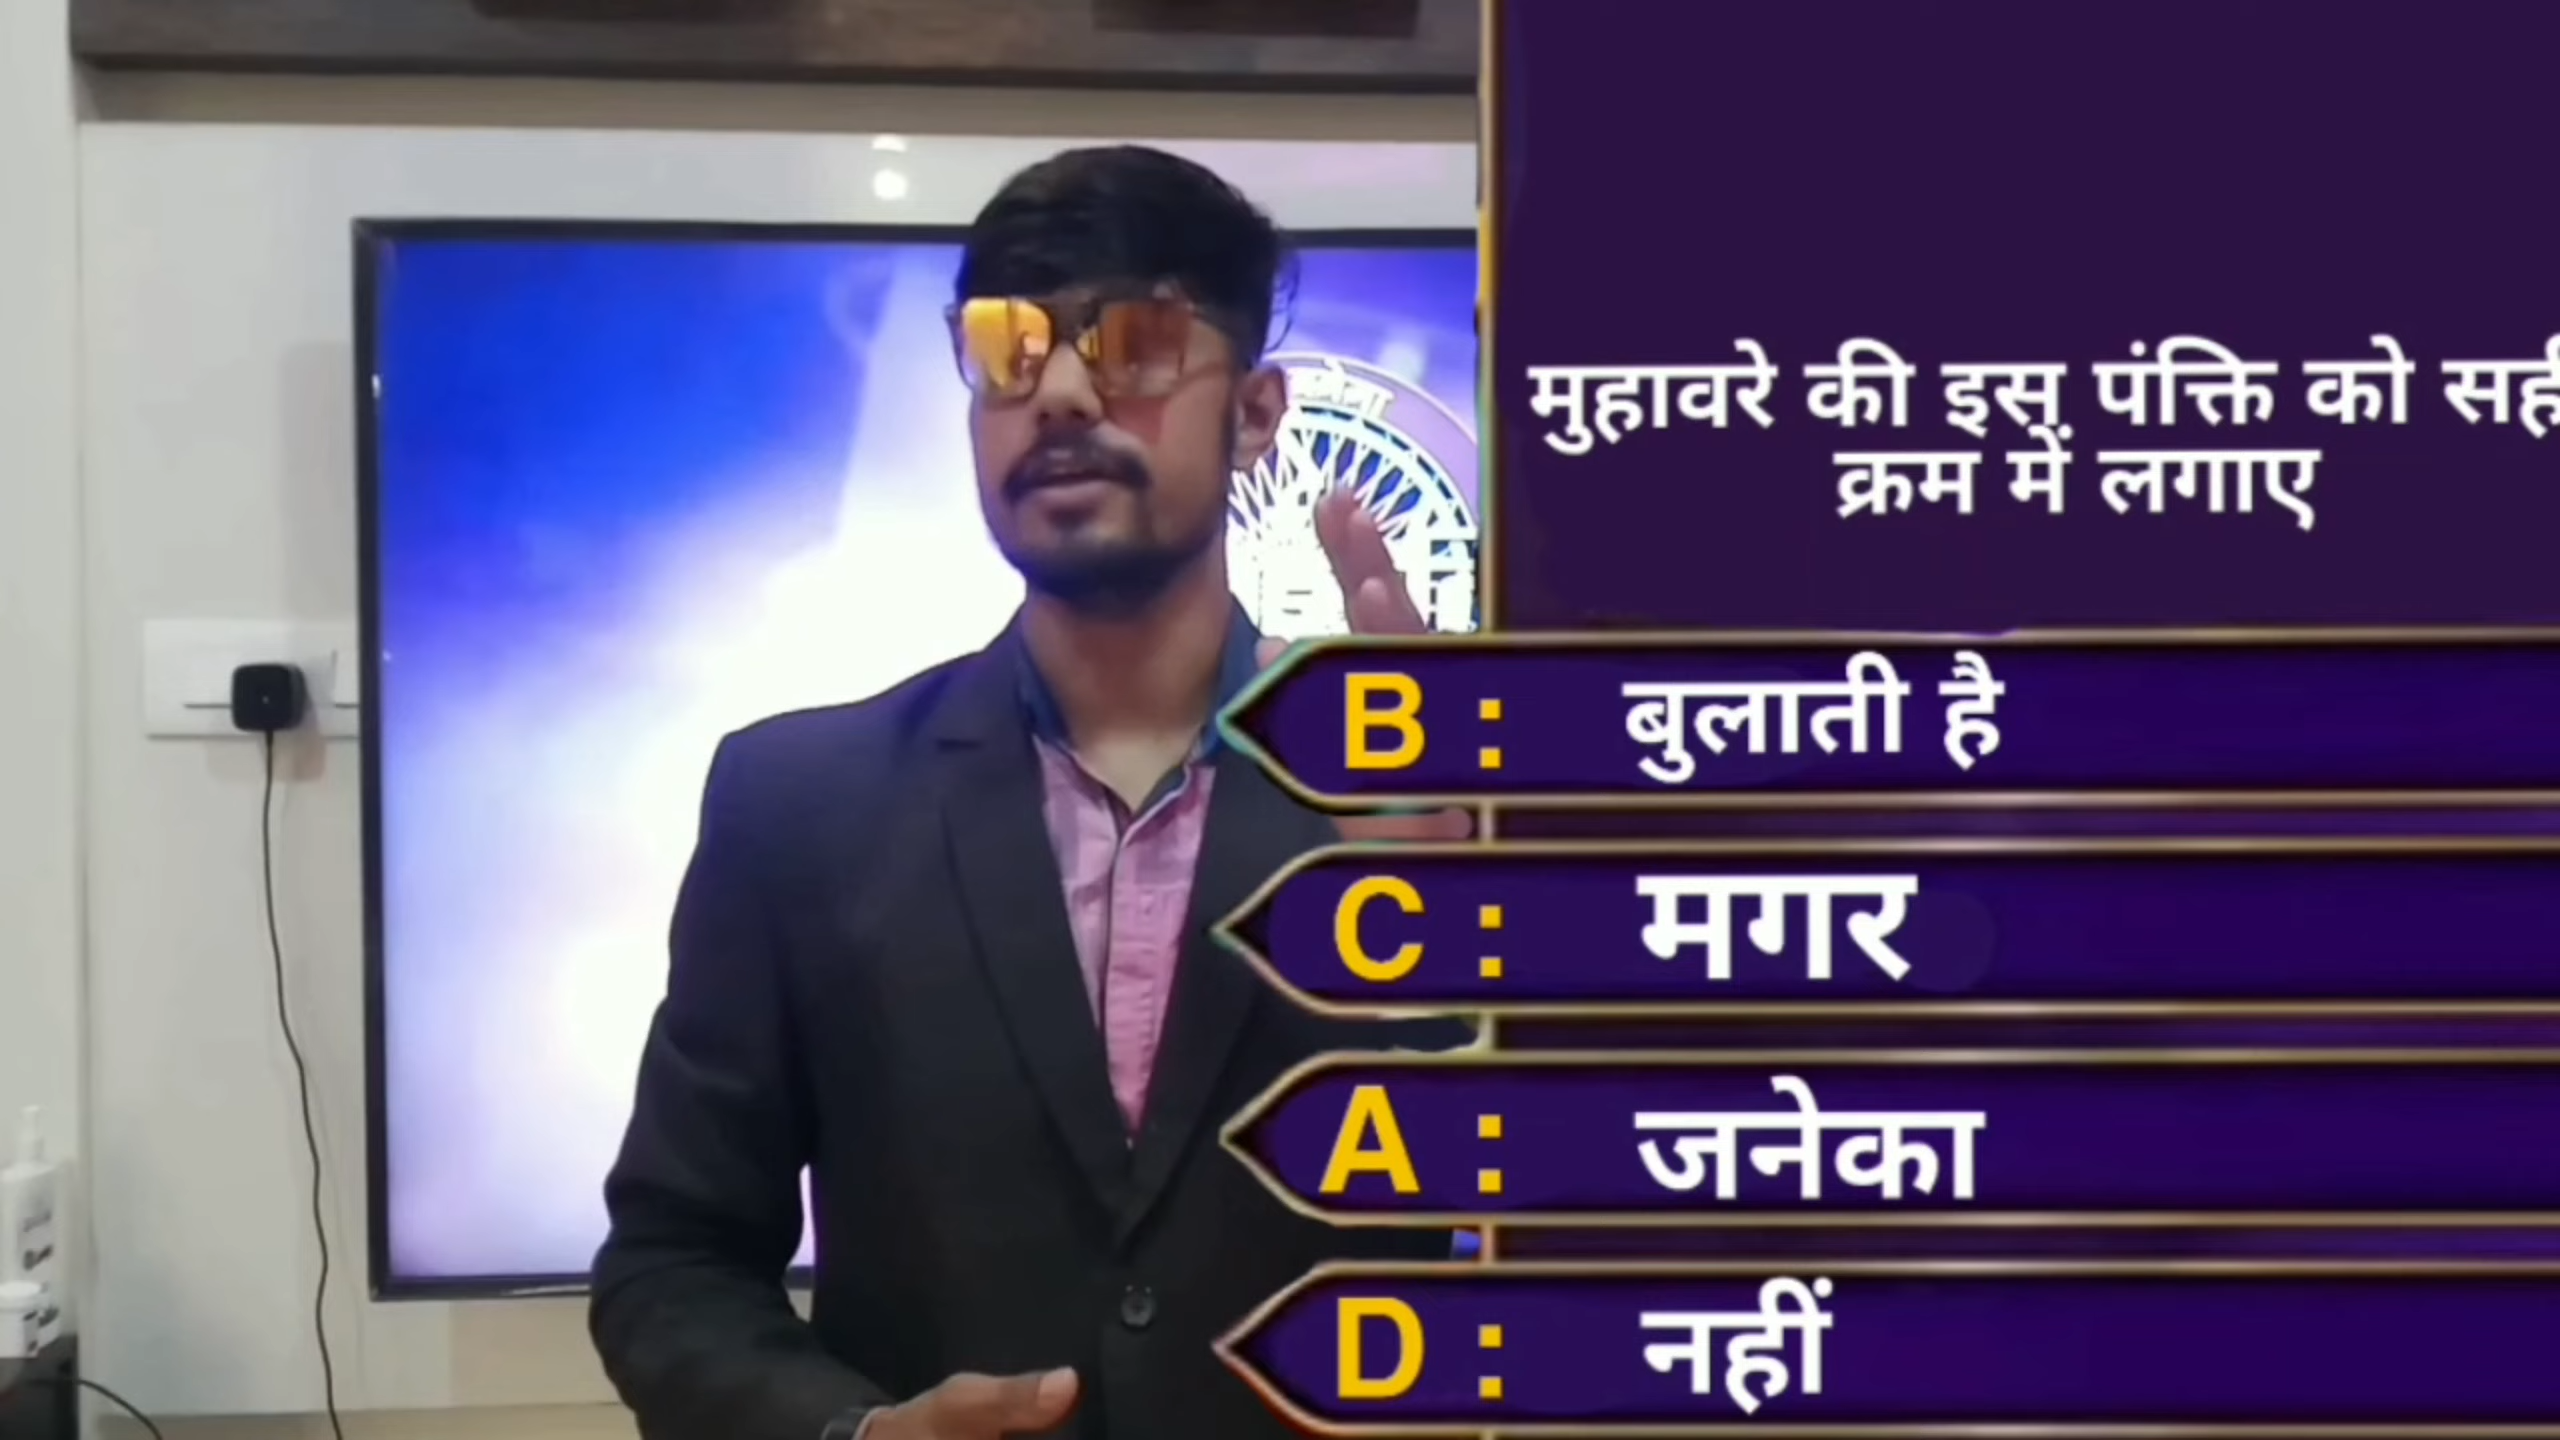 मुहावरे की इस पंक्ति को सही
क्रम में लगाए
B : बुलाती है
C : मगर
A : जनेका
D : नहीं